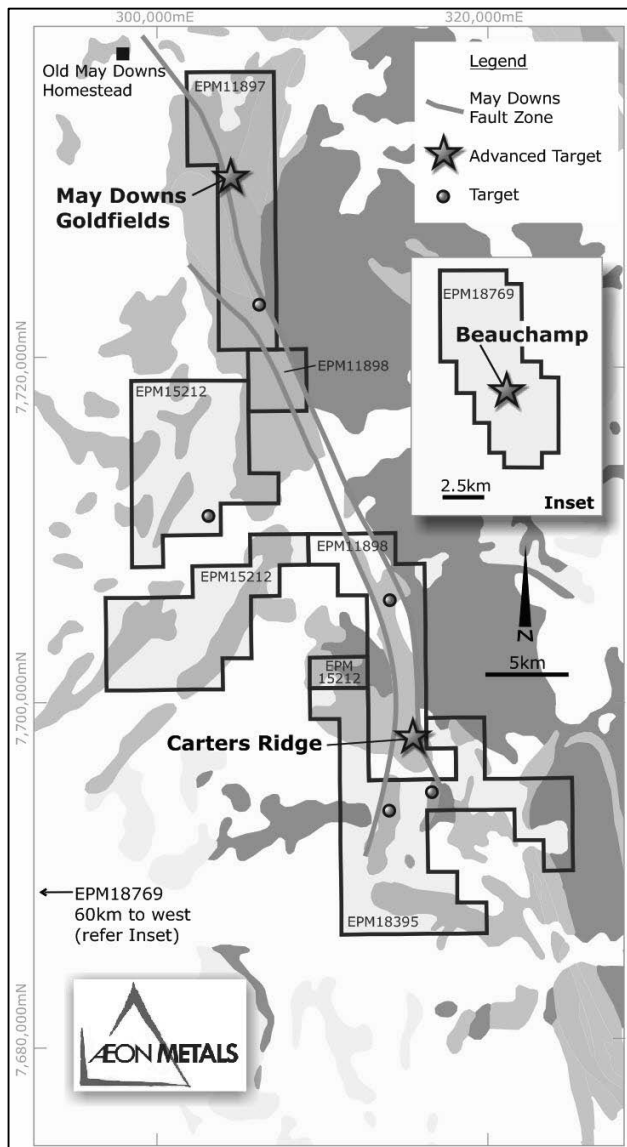 300,000mE
320,000mE
Old May Downs
Homestead
EPM11897
Legend
May Downs
Fault Zone
Advanced Target
Target
May Downs
Goldfields
EPM18769
Beauchamp
2.5km
Inset
7,720,000mN
EPM11898
EPM15212
EPM11898
EPM15212
N
5km
EPM
15212
7,700,000mN
Carters Ridge
EPM18769
60km to west
(refer Inset)
EPM18395
7,680,000mN
ÆON METALS